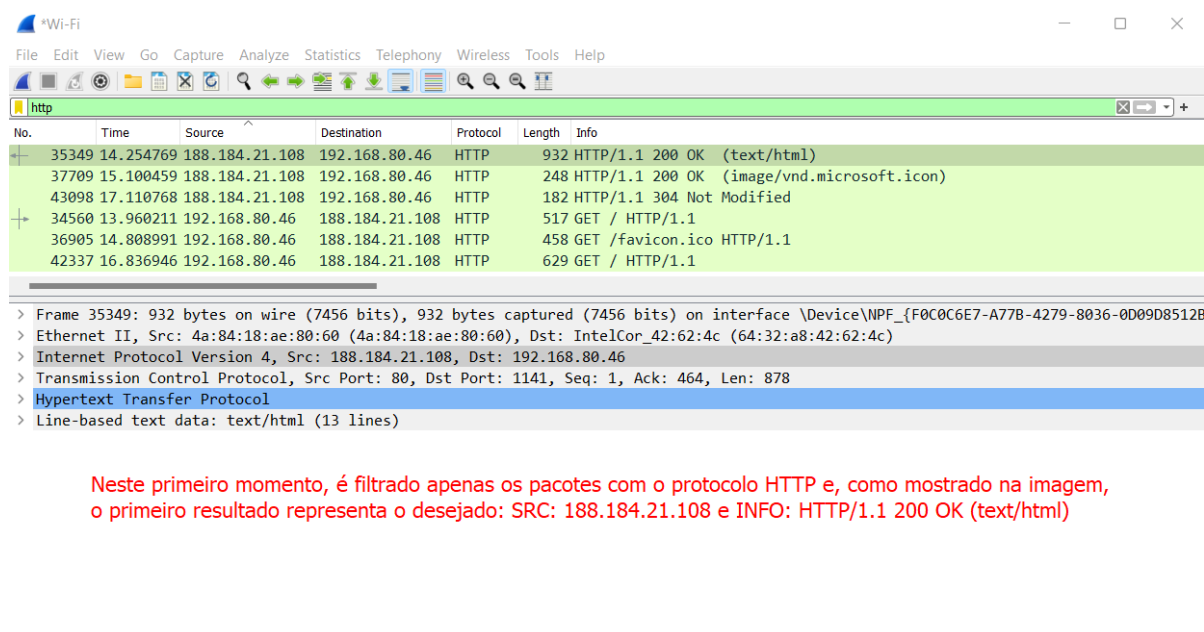 *Wi-Fi
File Edit View Go Capture Analyze Statistics Telephony Wireless Tools Help
http
No. Time Source Destination Protocol Length Info
35349 14.254769 188.184.21.108 192.168.80.46 HTTP 932 HTTP/1.1 200 OK (text/html)
37709 15.100459 188.184.21.108 192.168.80.46 HTTP 248 HTTP/1.1 200 OK (image/vnd.microsoft.icon)
43098 17.110768 188.184.21.108 192.168.80.46 HTTP 182 HTTP/1.1 304 Not Modified
34560 13.960211 192.168.80.46 188.184.21.108 HTTP 517 GET / HTTP/1.1
36905 14.808991 192.168.80.46 188.184.21.108 HTTP 458 GET /favicon.ico HTTP/1.1
42337 16.836946 192.168.80.46 188.184.21.108 HTTP 629 GET / HTTP/1.1
Frame 35349: 932 bytes on wire (7456 bits), 932 bytes captured (7456 bits) on interface \Device\NPF_{F0C0C6E7-A77B-4279-8036-0D09D8512B
Ethernet II, Src: 4a:84:18:ae:80:60 (4a:84:18:ae:80:60), Dst: IntelCor_42:62:4c (64:32:a8:42:62:4c)
Internet Protocol Version 4, Src: 188.184.21.108, Dst: 192.168.80.46
Transmission Control Protocol, Src Port: 80, Dst Port: 1141, Seq: 1, Ack: 464, Len: 878
Hypertext Transfer Protocol
Line-based text data: text/html (13 lines)
Neste primeiro momento, é filtrado apenas os pacotes com o protocolo HTTP e, como mostrado na imagem,
o primeiro resultado representa o desejado: SRC: 188.184.21.108 e INFO: HTTP/1.1 200 OK (text/html)